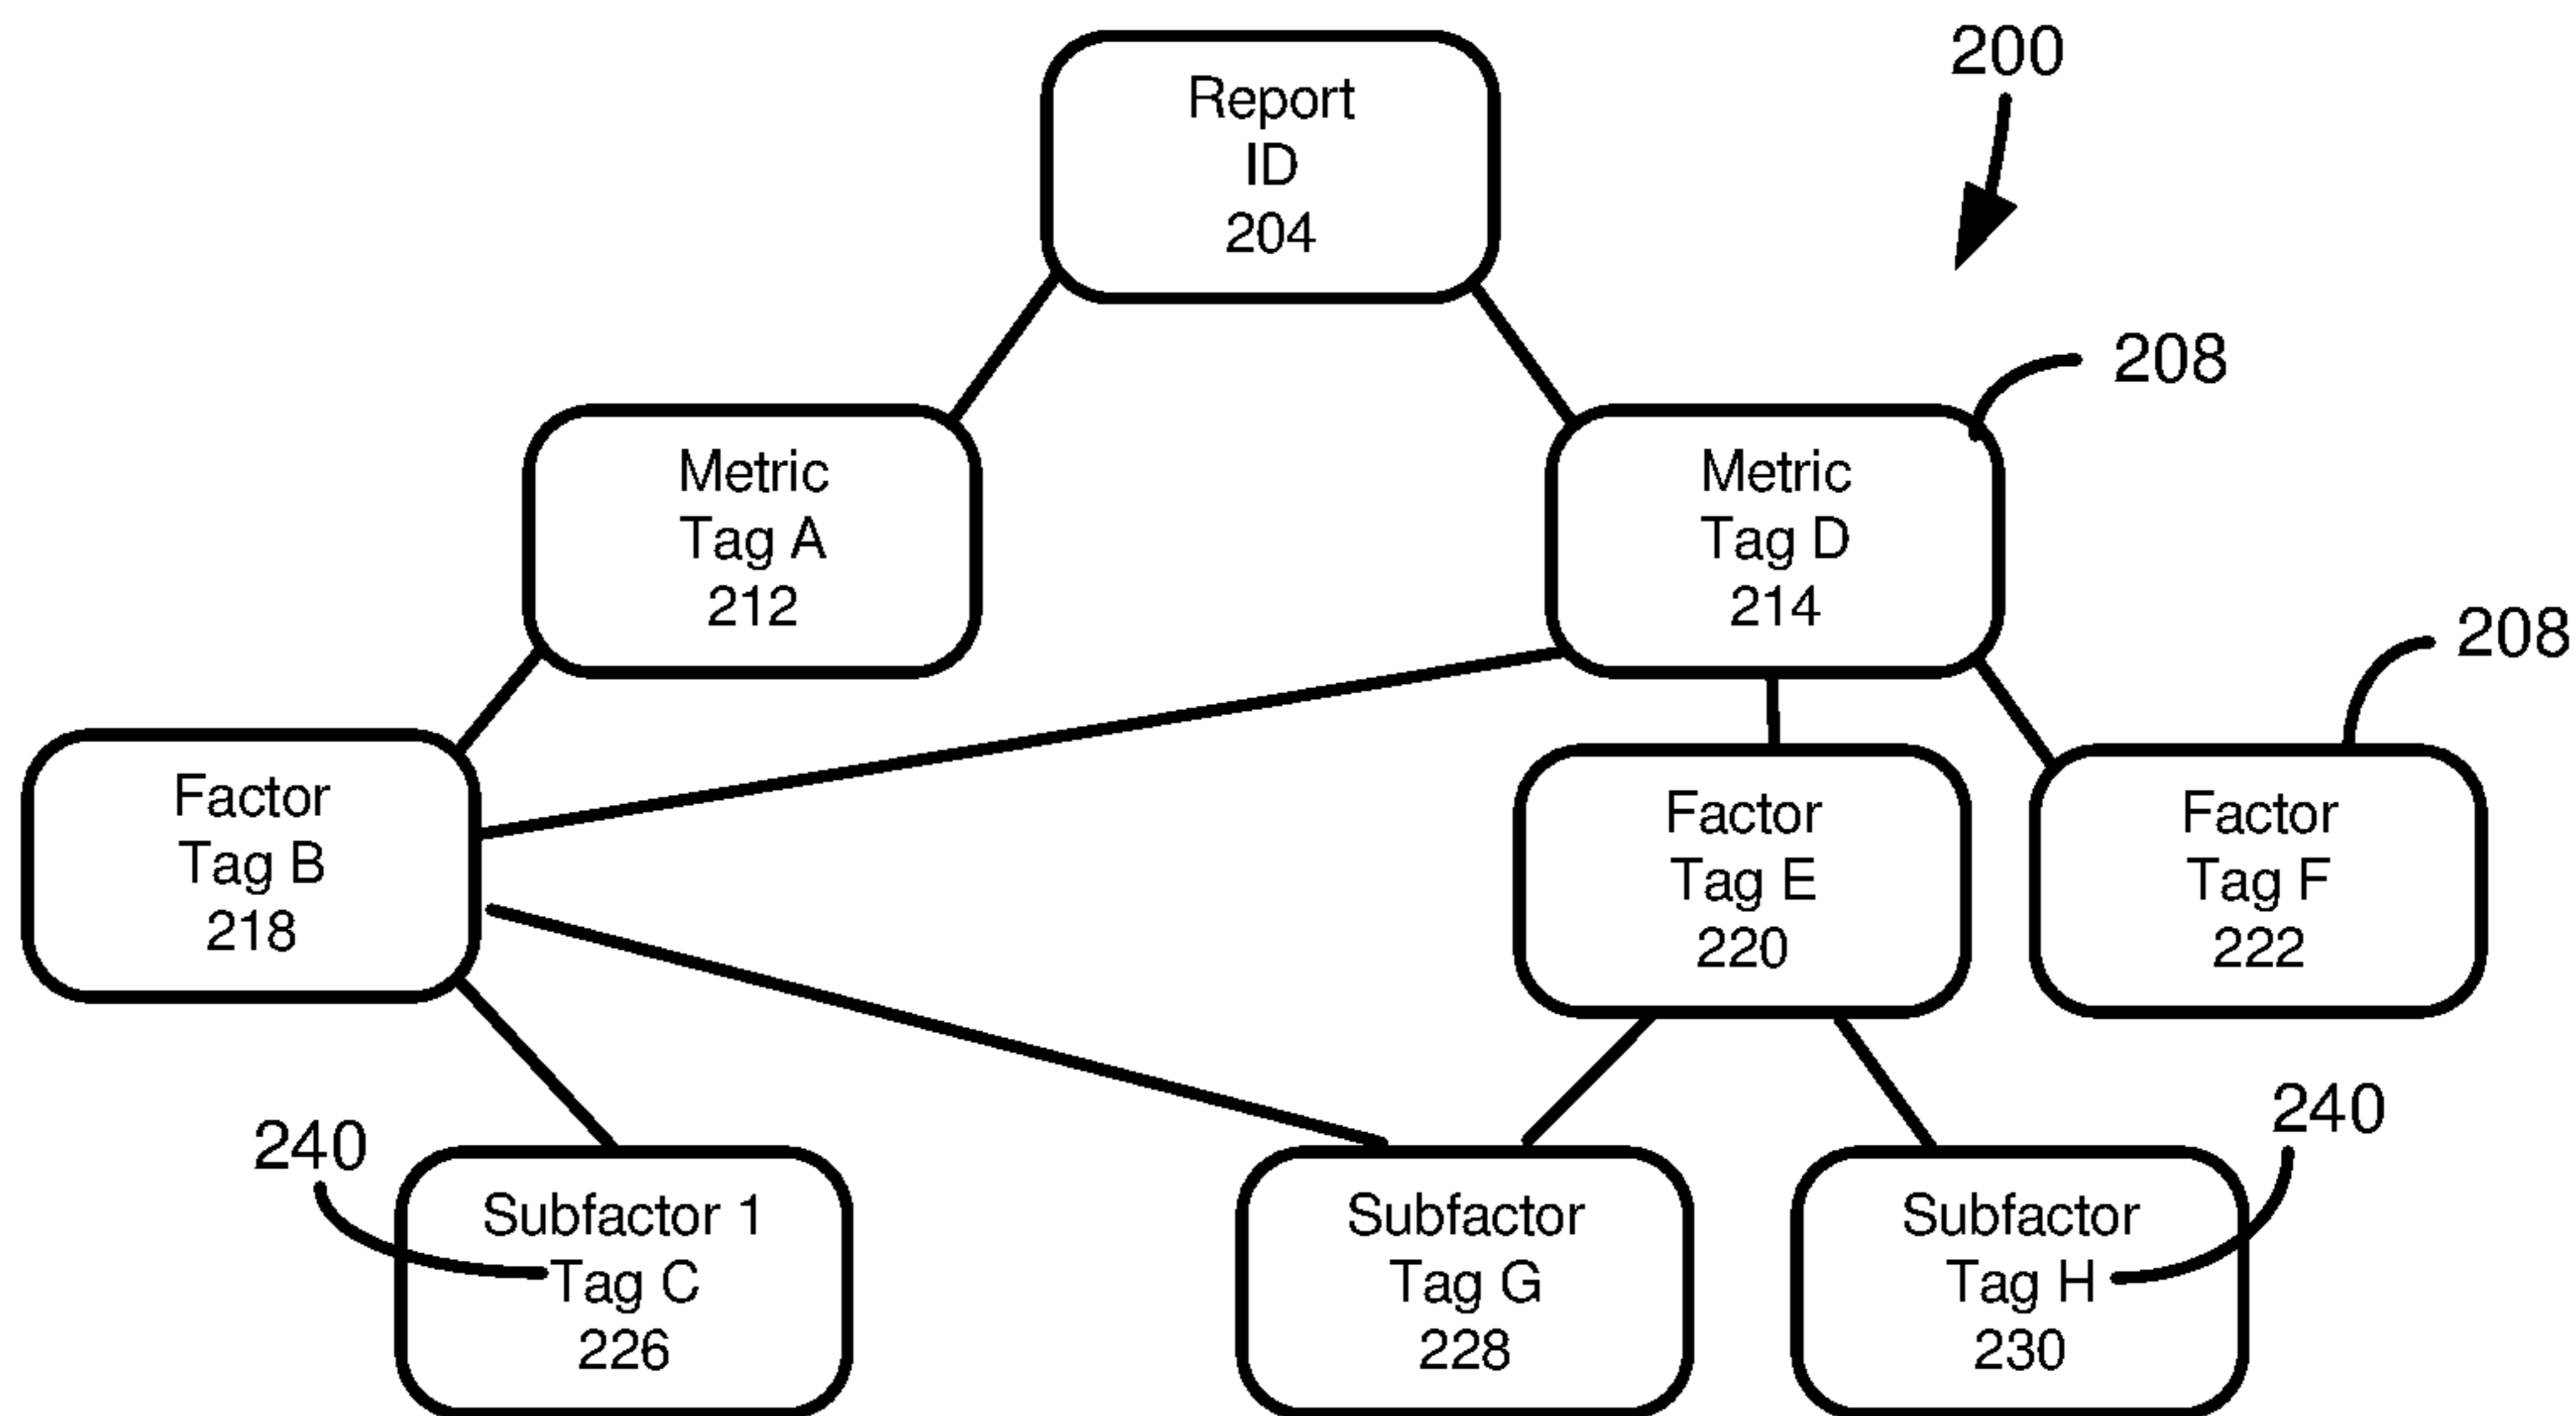 200
Report
ID
204
208
Metric
Tag A
212
Metric
Tag D
214
208
Factor
Tag B
218
Factor
Tag E
220
Factor
Tag F
222
240
240
Subfactor 1
Tag C
226
Subfactor
Tag G
228
Subfactor
Tag H
230